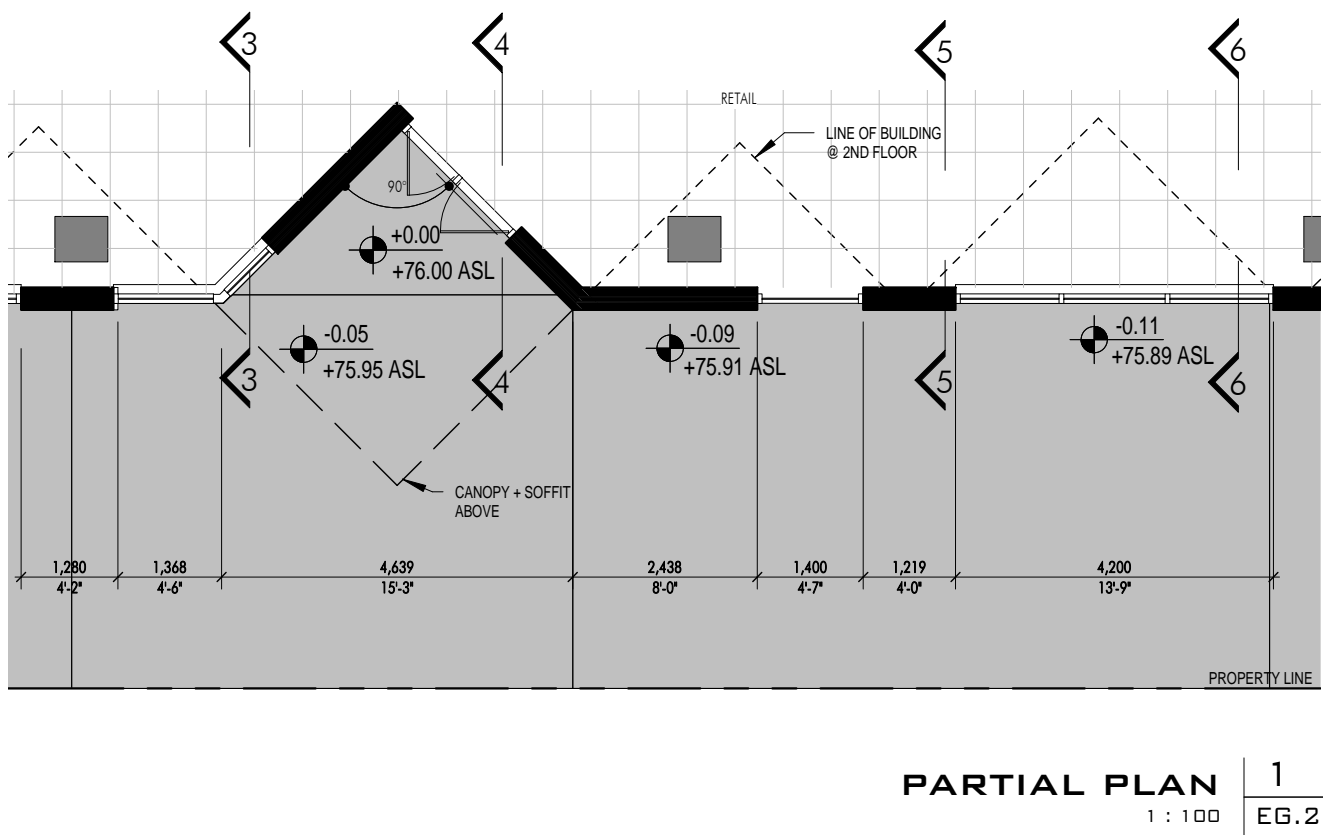 3
4
5
6
RETAIL
LINE OF BUILDING
@ 2ND FLOOR
90°
+0.00
+76.00 ASL
-0.05
+75.95 ASL
-0.09
+75.91 ASL
-0.11
+75.89 ASL
3
4
5
6
CANOPY + SOFFIT
ABOVE
1,280
4'-2"
1,368
4'-6"
4,639
15'-3"
2,438
8'-0"
1,400
4'-7"
1,219
4'-0"
4,200
13'-9"
PROPERTY LINE
PARTIAL PLAN
1 : 100
1
EG.2